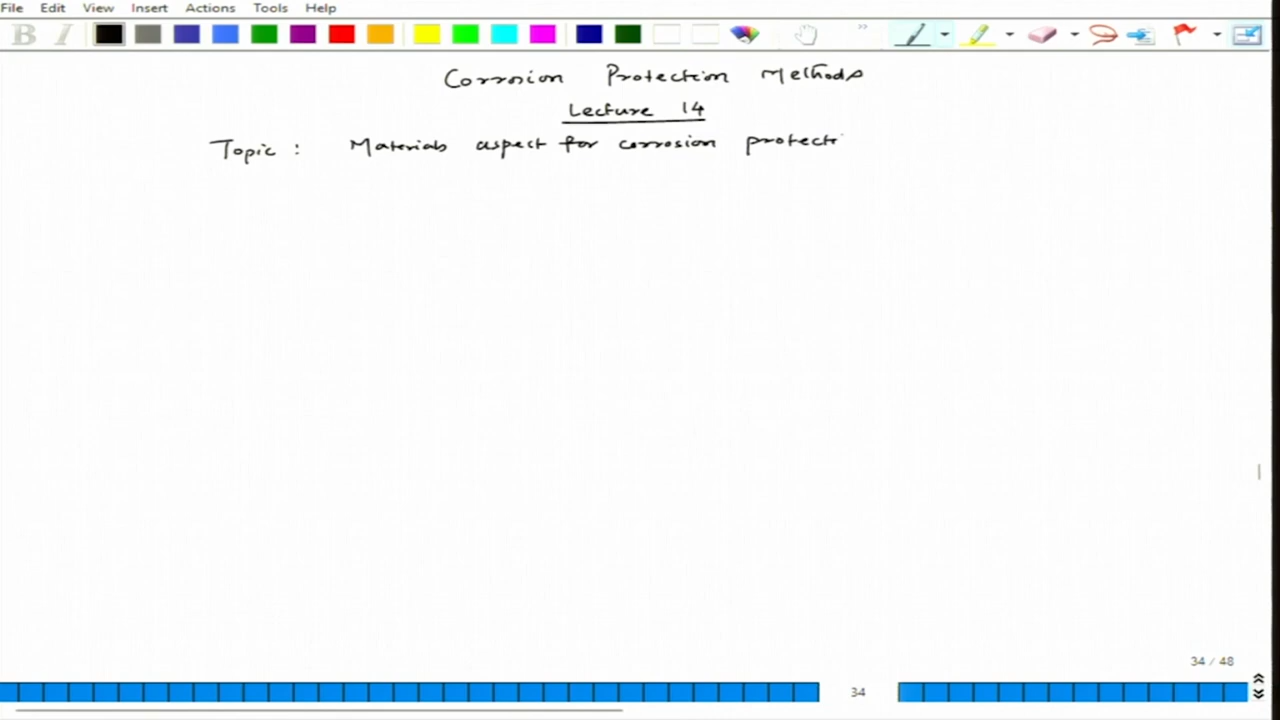 File Edit View Insert Actions Tools Help
B I
Corrosion Protection Methods
Lecture 14
Topic : Materials aspect for corrosion protecti
34 / 48
34